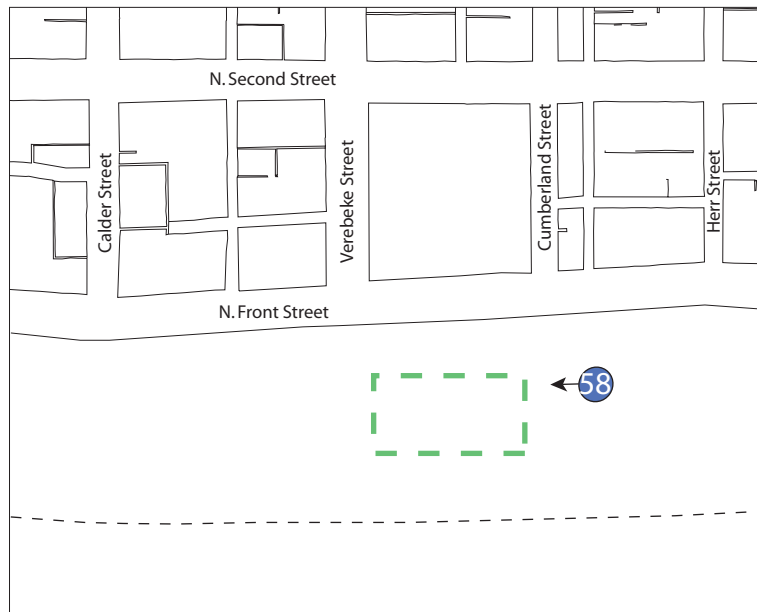 N. Second Street
Calder Street
Verebeke Street
Cumberland Street
Herr Street
N. Front Street
58